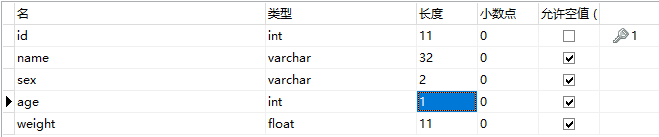 名 类型 长度 小数点 允许空值 (
id int 11 0 1
name varchar 32 0
sex varchar 2 0
age int 1 0
weight float 11 0